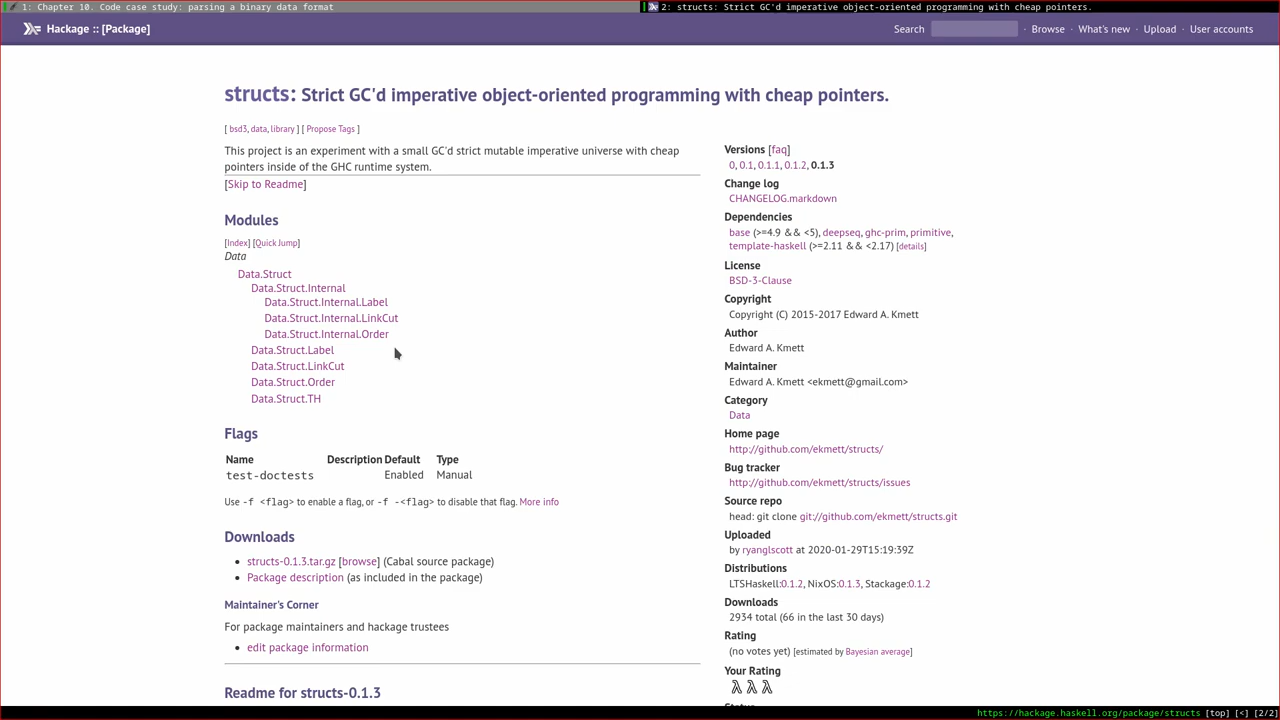 1: Chapter 10. Code case study: parsing a binary data format
2: structs: Strict GC'd imperative object-oriented programming with cheap pointers.
Hackage :: [Package]
Search · Browse · What's new · Upload · User accounts
structs: Strict GC'd imperative object-oriented programming with cheap pointers.
[ bsd3, data, library ] [ Propose Tags ]
This project is an experiment with a small GC'd strict mutable imperative universe with cheap
pointers inside of the GHC runtime system.
[Skip to Readme]
Modules
[Index] [Quick Jump]
Data
Data.Struct
Data.Struct.Internal
Data.Struct.Internal.Label
Data.Struct.Internal.LinkCut
Data.Struct.Internal.Order
Data.Struct.Label
Data.Struct.LinkCut
Data.Struct.Order
Data.Struct.TH
Flags
Name Description Default Type
test-doctests Enabled Manual
Use -f <flag> to enable a flag, or -f -<flag> to disable that flag. More info
Downloads
• structs-0.1.3.tar.gz [browse] (Cabal source package)
• Package description (as included in the package)
Maintainer's Corner
For package maintainers and hackage trustees
• edit package information
Readme for structs-0.1.3
Versions [faq]
0, 0.1, 0.1.1, 0.1.2, 0.1.3
Change log
CHANGELOG.markdown
Dependencies
base (>=4.9 && <5), deepseq, ghc-prim, primitive,
template-haskell (>=2.11 && <2.17) [details]
License
BSD-3-Clause
Copyright
Copyright (C) 2015-2017 Edward A. Kmett
Author
Edward A. Kmett
Maintainer
Edward A. Kmett <ekmett@gmail.com>
Category
Data
Home page
http://github.com/ekmett/structs/
Bug tracker
http://github.com/ekmett/structs/issues
Source repo
head: git clone git://github.com/ekmett/structs.git
Uploaded
by ryanglscott at 2020-01-29T15:19:39Z
Distributions
LTSHaskell:0.1.2, NixOS:0.1.3, Stackage:0.1.2
Downloads
2934 total (66 in the last 30 days)
Rating
(no votes yet) [estimated by Bayesian average]
Your Rating
λ λ λ
https://hackage.haskell.org/package/structs [top] [<] [2/2]